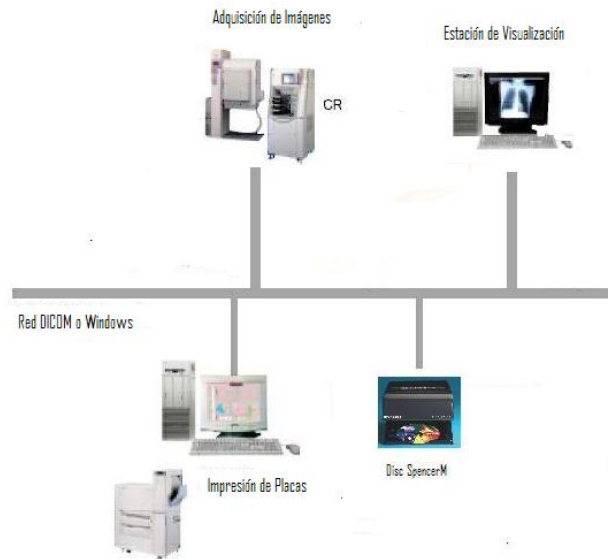 Adquisición de Imágenes
Estación de Visualización
CR
Red DICOM o Windows
Impresión de Placas
Disc SpencerM